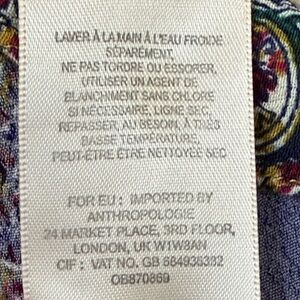 LAVER À LA MAIN À L'EAU FROIDE
SÉPARÉMENT.
NE PAS TORDRE OU ESSORER,
UTILISER UN AGENT DE
BLANCHIMENT SANS CHLORE
SI NÉCESSAIRE, LIGNE SEC,
REPASSER, AU BESOIN, À TRÈS
BASSE TEMPÉRATURE,
PEUT-ÊTRE ÊTRE NETTOYÉE SEC
FOR EU: IMPORTED BY
ANTHROPOLOGIE
24 MARKET PLACE, 3RD FLOOR,
LONDON, UK W1W8AN
CIF: VAT NO. GB 684936332
OB870869